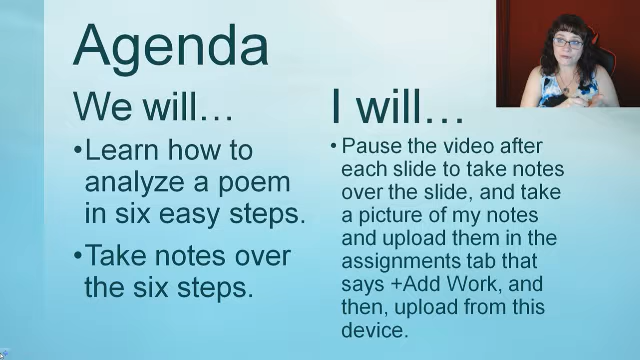 Agenda
We will…
•Learn how to
analyze a poem
in six easy steps.
•Take notes over
the six steps.
I will…
• Pause the video after
each slide to take notes
over the slide, and take
a picture of my notes
and upload them in the
assignments tab that
says +Add Work, and
then, upload from this
device.